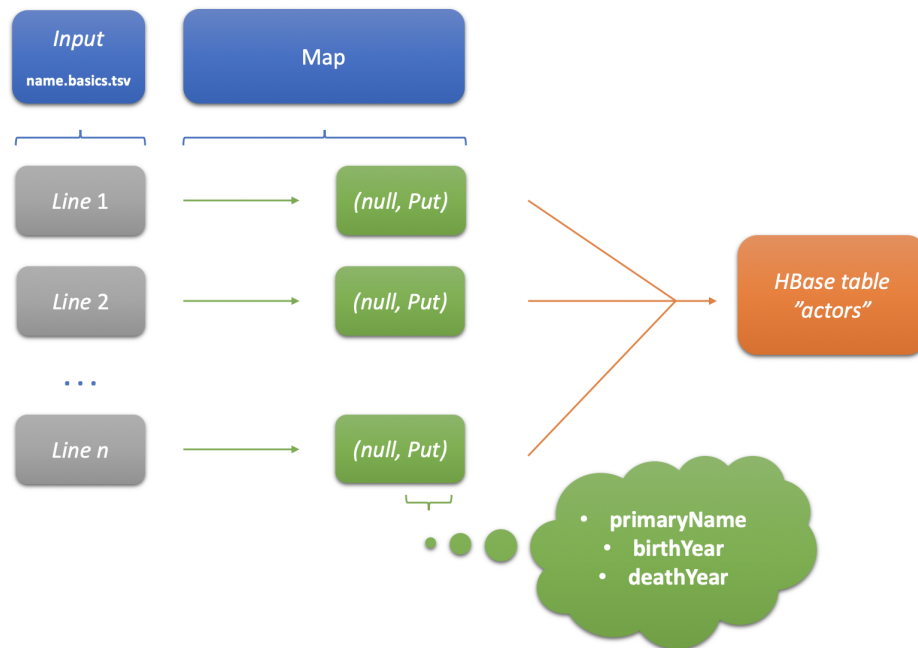 Input
name.basics.tsv
Map
Line 1
(null, Put)
Line 2
(null, Put)
HBase table
”actors”
...
Line n
(null, Put)
• primaryName
• birthYear
• deathYear